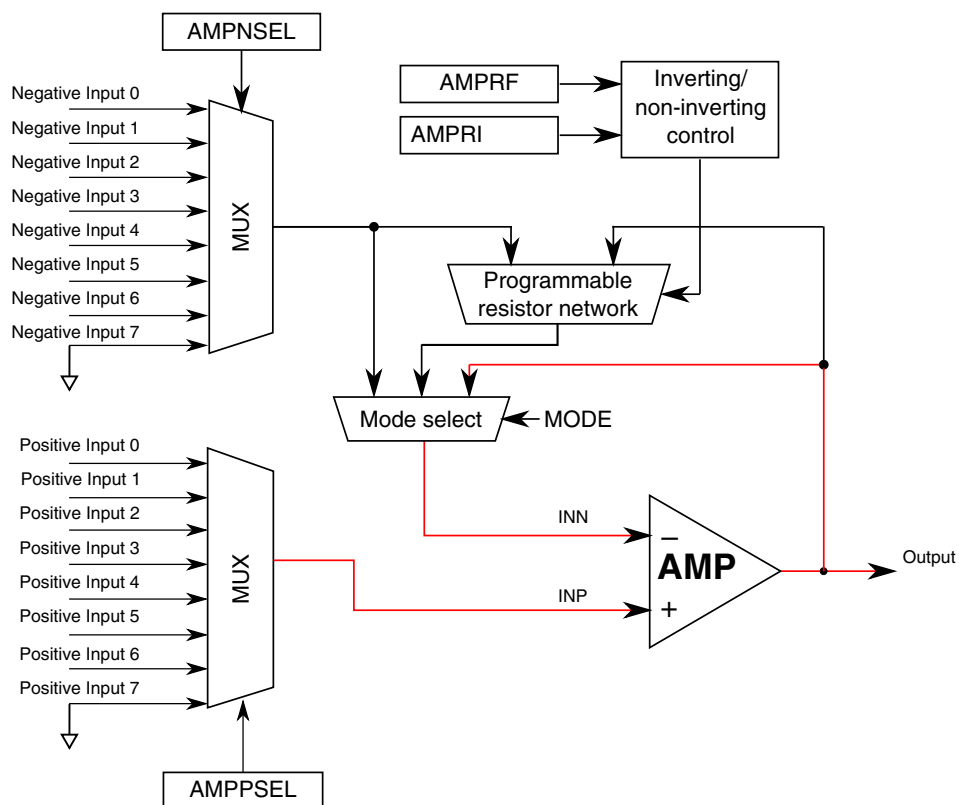 AMPNSEL
Negative Input 0
Negative Input 1
Negative Input 2
Negative Input 3
Negative Input 4
Negative Input 5
Negative Input 6
Negative Input 7
MUX
AMPRF
AMPRI
Inverting/
non-inverting
control
Programmable
resistor network
Mode select
MODE
Positive Input 0
Positive Input 1
Positive Input 2
Positive Input 3
Positive Input 4
Positive Input 5
Positive Input 6
Positive Input 7
MUX
INN
INP
−
AMP
+
Output
AMPPSEL